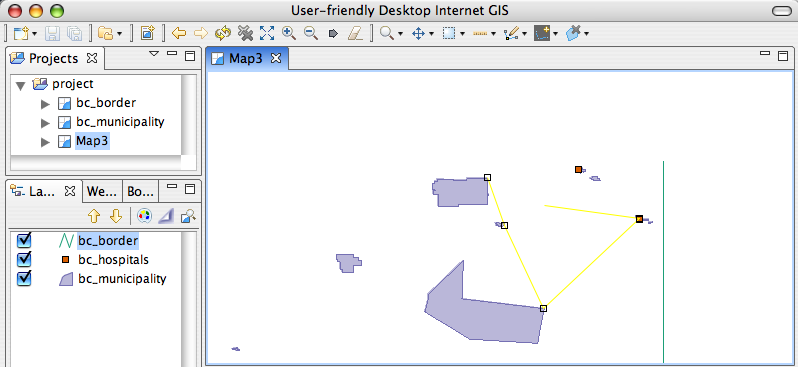 User-friendly Desktop Internet GIS
Projects
project
bc_border
bc_municipality
Map3
La...
We...
Bo...
bc_border
bc_hospitals
bc_municipality
Map3